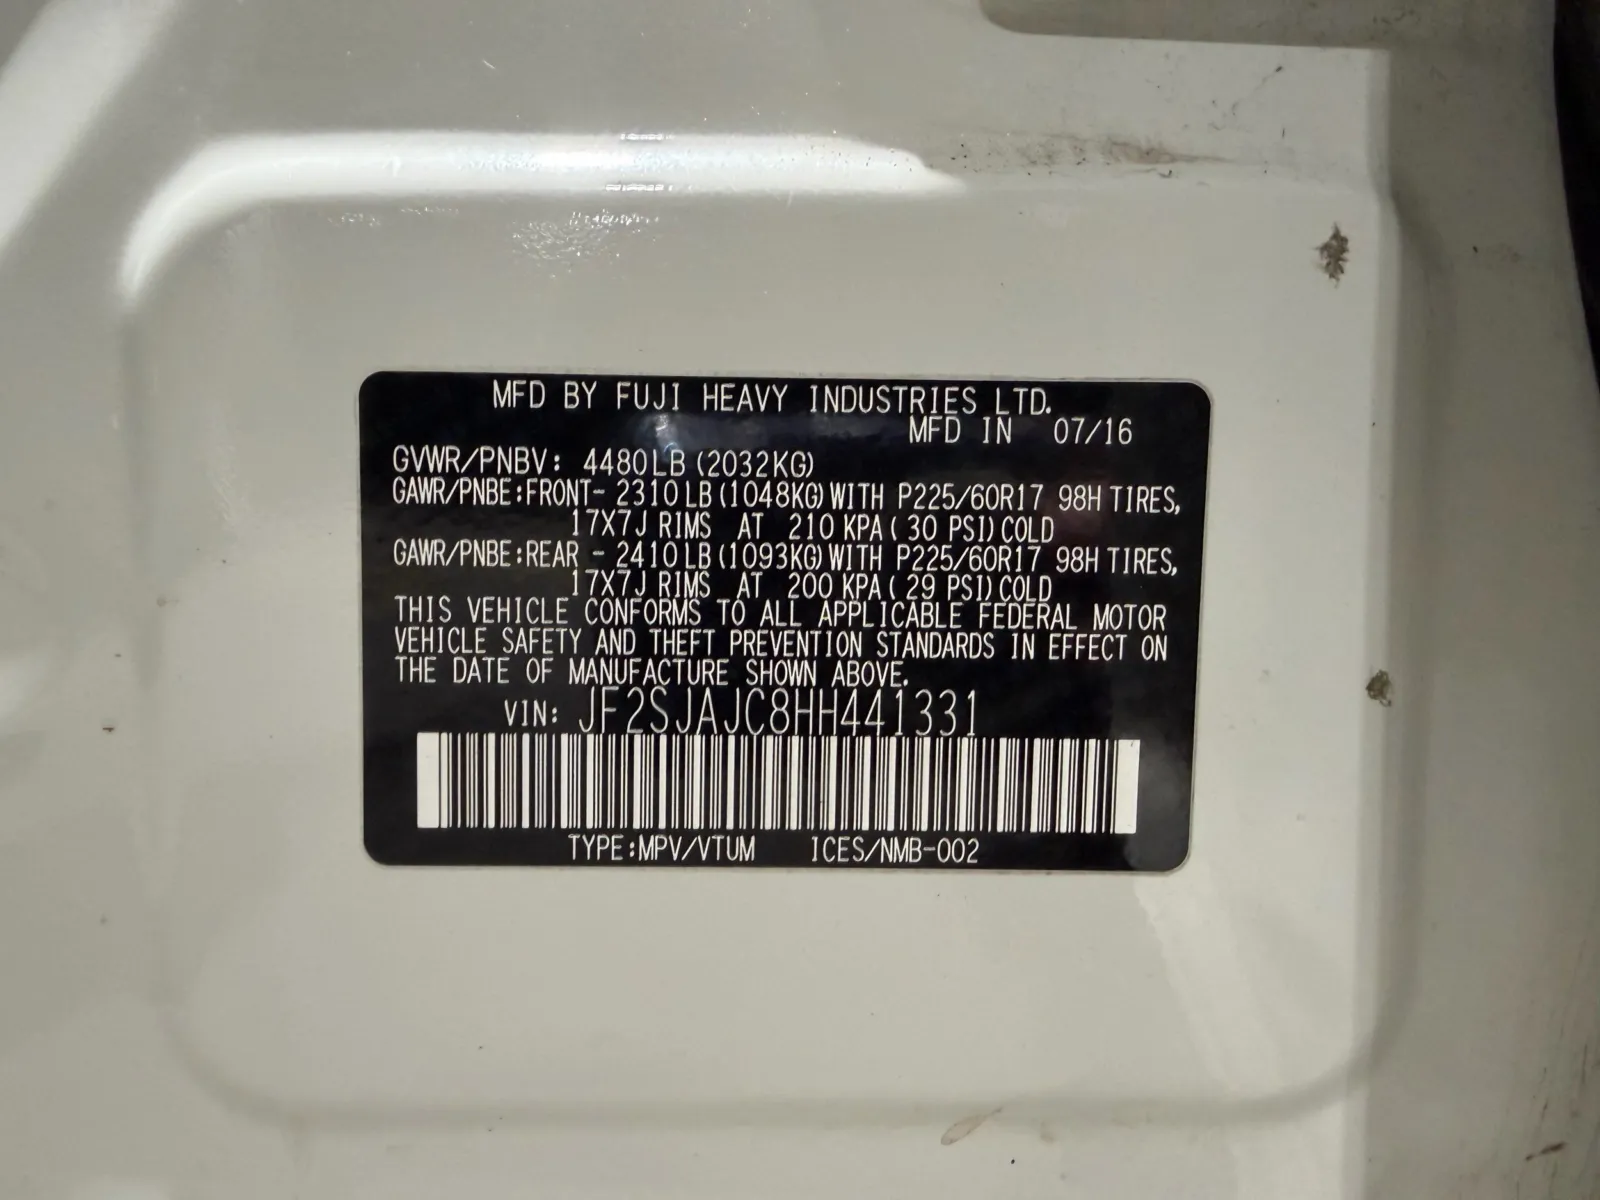 MFD BY FUJI HEAVY INDUSTRIES LTD.
MFD IN 07/16
GVWR/PNBV: 4480LB (2032KG)
GAWR/PNBE:FRONT- 2310LB (1048KG) WITH P225/60R17 98H TIRES,
17X7J RIMS AT 210 KPA ( 30 PSI) COLD
GAWR/PNBE:REAR - 2410LB (1093KG) WITH P225/60R17 98H TIRES,
17X7J RIMS AT 200 KPA ( 29 PSI) COLD
THIS VEHICLE CONFORMS TO ALL APPLICABLE FEDERAL MOTOR
VEHICLE SAFETY AND THEFT PREVENTION STANDARDS IN EFFECT ON
THE DATE OF MANUFACTURE SHOWN ABOVE.
VIN: JF2SJAJC8HH441331
TYPE:MPV/VTUM ICES/NMB-002